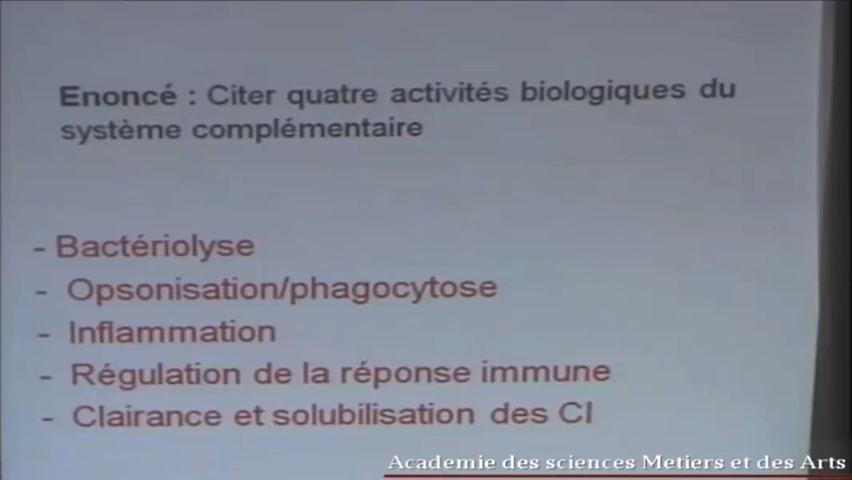 Enoncé : Citer quatre activités biologiques du
système complémentaire
- Bactériolyse
- Opsonisation/phagocytose
- Inflammation
- Régulation de la réponse immune
- Clairance et solubilisation des CI
Academie des sciences Metiers et des Arts